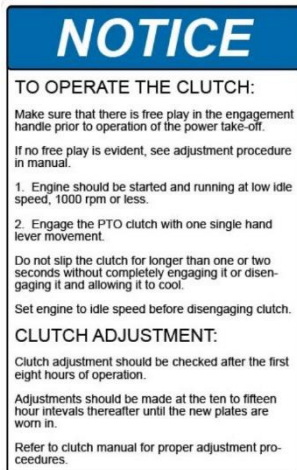 NOTICE
TO OPERATE THE CLUTCH:
Make sure that there is free play in the engagement
handle prior to operation of the power take-off.
If no free play is evident, see adjustment procedure
in manual.
1. Engine should be started and running at low idle
speed, 1000 rpm or less.
2. Engage the PTO clutch with one single hand
lever movement.
Do not slip the clutch for longer than one or two
seconds without completely engaging it or disen-
gaging it and allowing it to cool.
Set engine to idle speed before disengaging clutch.
CLUTCH ADJUSTMENT:
Clutch adjustment should be checked after the first
eight hours of operation.
Adjustments should be made at the ten to fifteen
hour intevals thereafter until the new plates are
worn in.
Refer to clutch manual for proper adjustment pro-
ceedures.